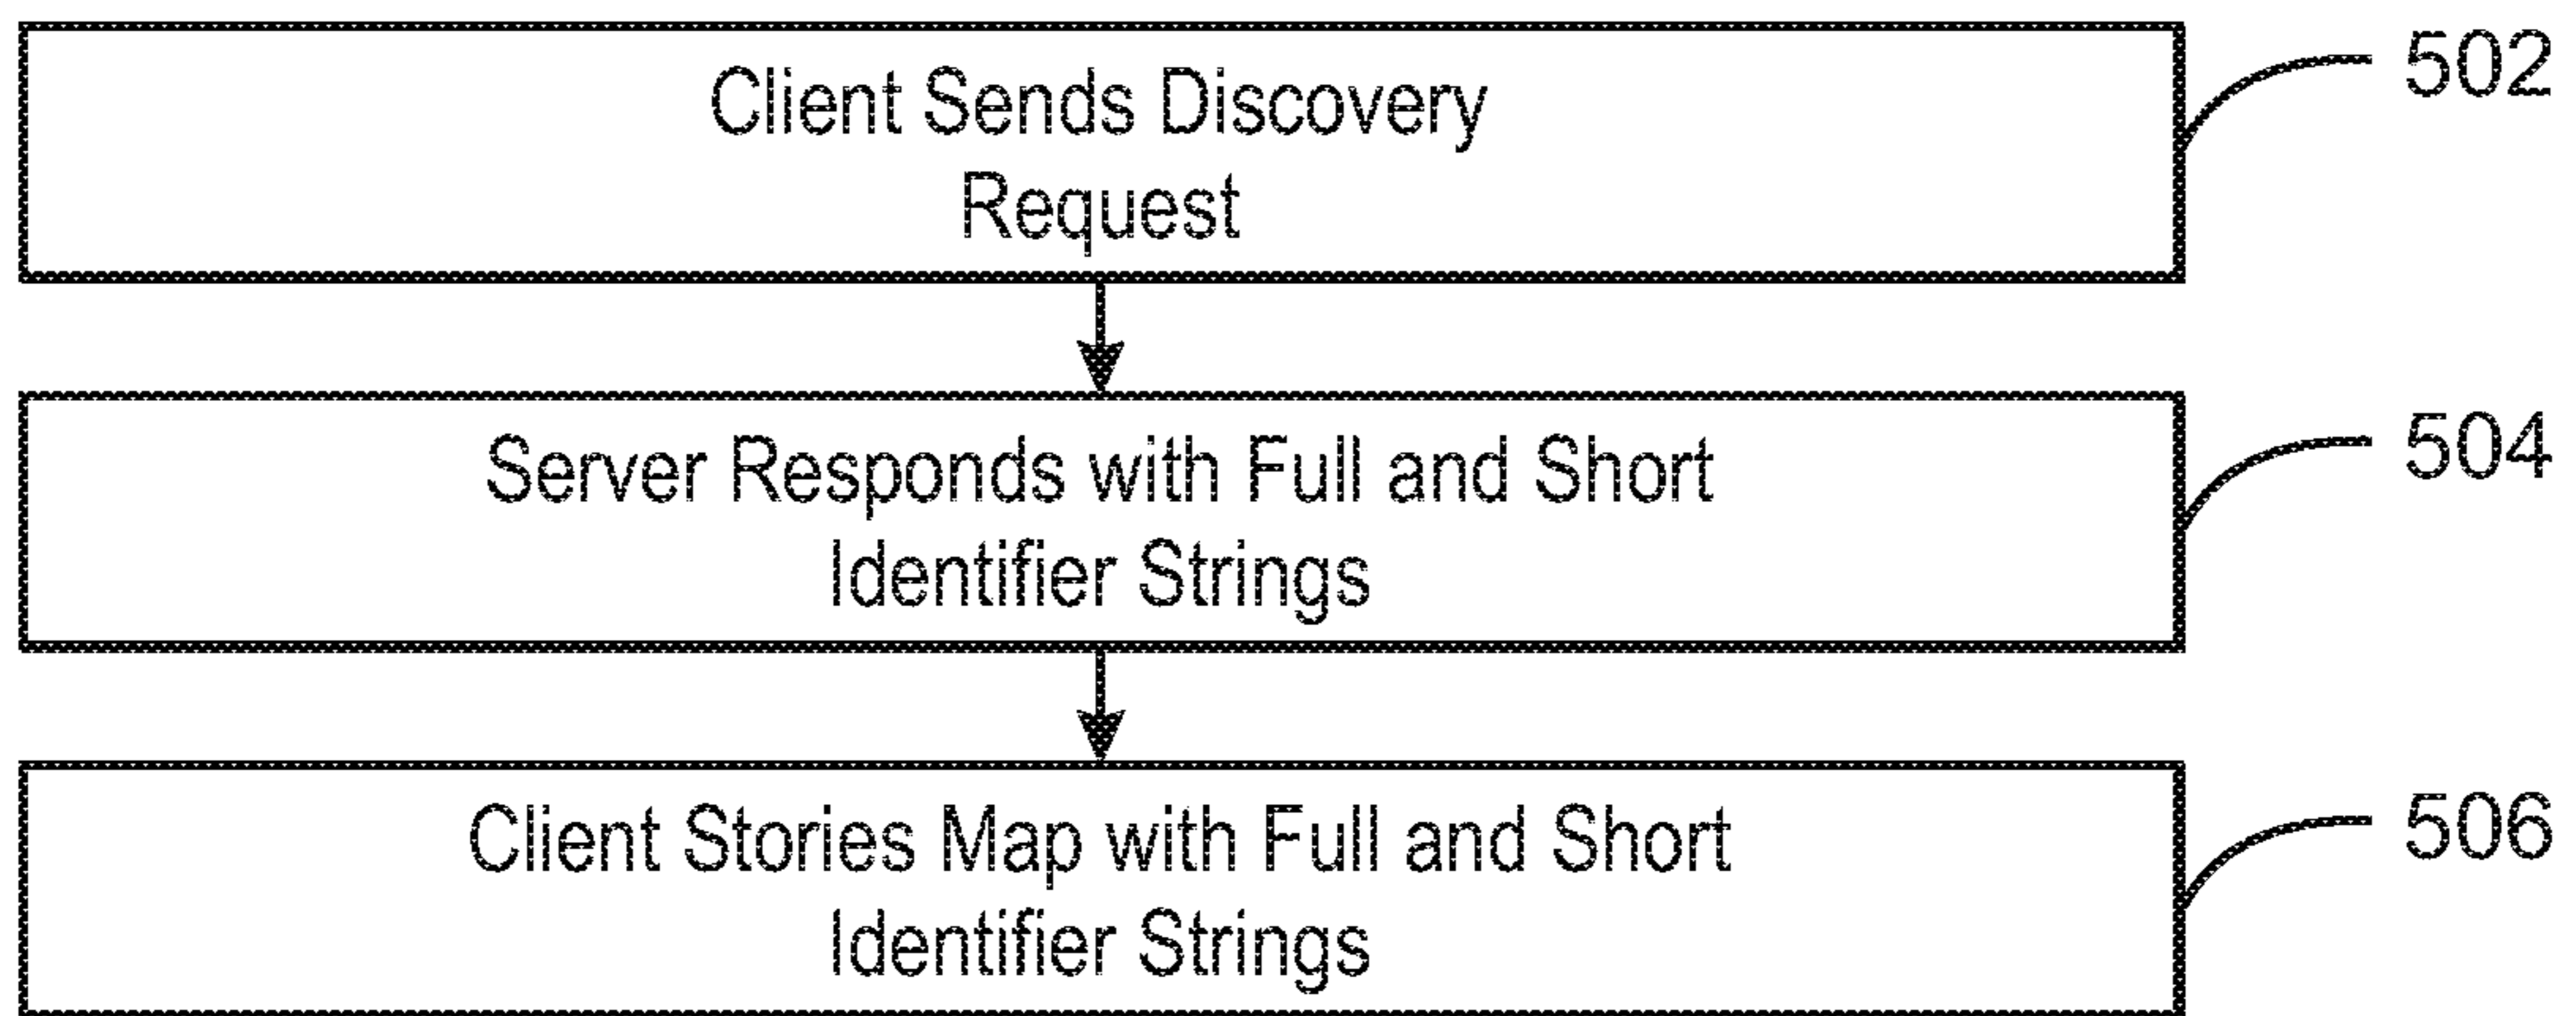 Client Sends Discovery
Request
502
Server Responds with Full and Short
Identifier Strings
504
Client Stories Map with Full and Short
Identifier Strings
506